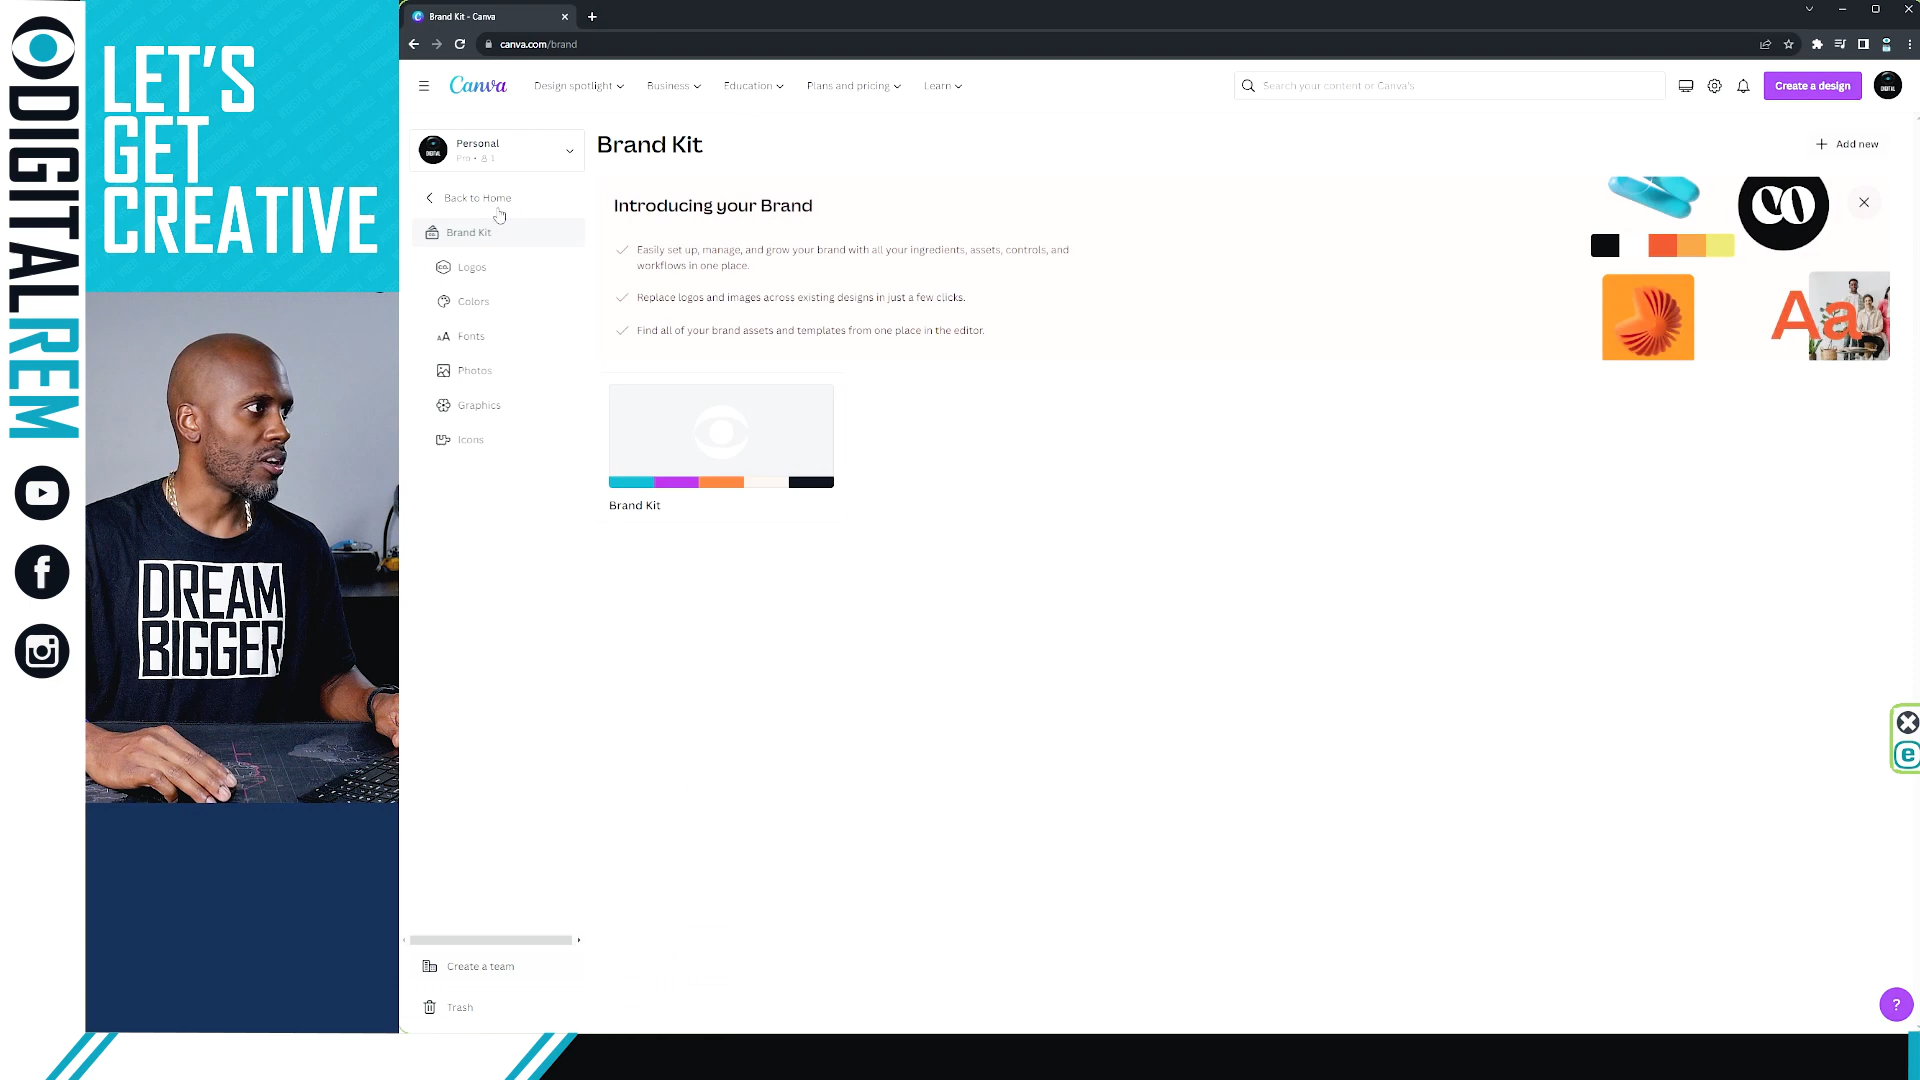 DIGITALREM
LET'S
GET
CREATIVE
DREAM
BIGGER
Brand Kit - Canva
canva.com/brand
Canva
Design spotlight
Business
Education
Plans and pricing
Learn
Search your content or Canva's
Create a design
DIGITAL
DIGITAL
Personal
Pro • 1
Back to Home
Brand Kit
Logos
Colors
Fonts
Photos
Graphics
Icons
Create a team
Trash
Brand Kit
Add new
Introducing your Brand
Easily set up, manage, and grow your brand with all your ingredients, assets, controls, and
workflows in one place.
Replace logos and images across existing designs in just a few clicks.
Find all of your brand assets and templates from one place in the editor.
Aa
Brand Kit
e
?